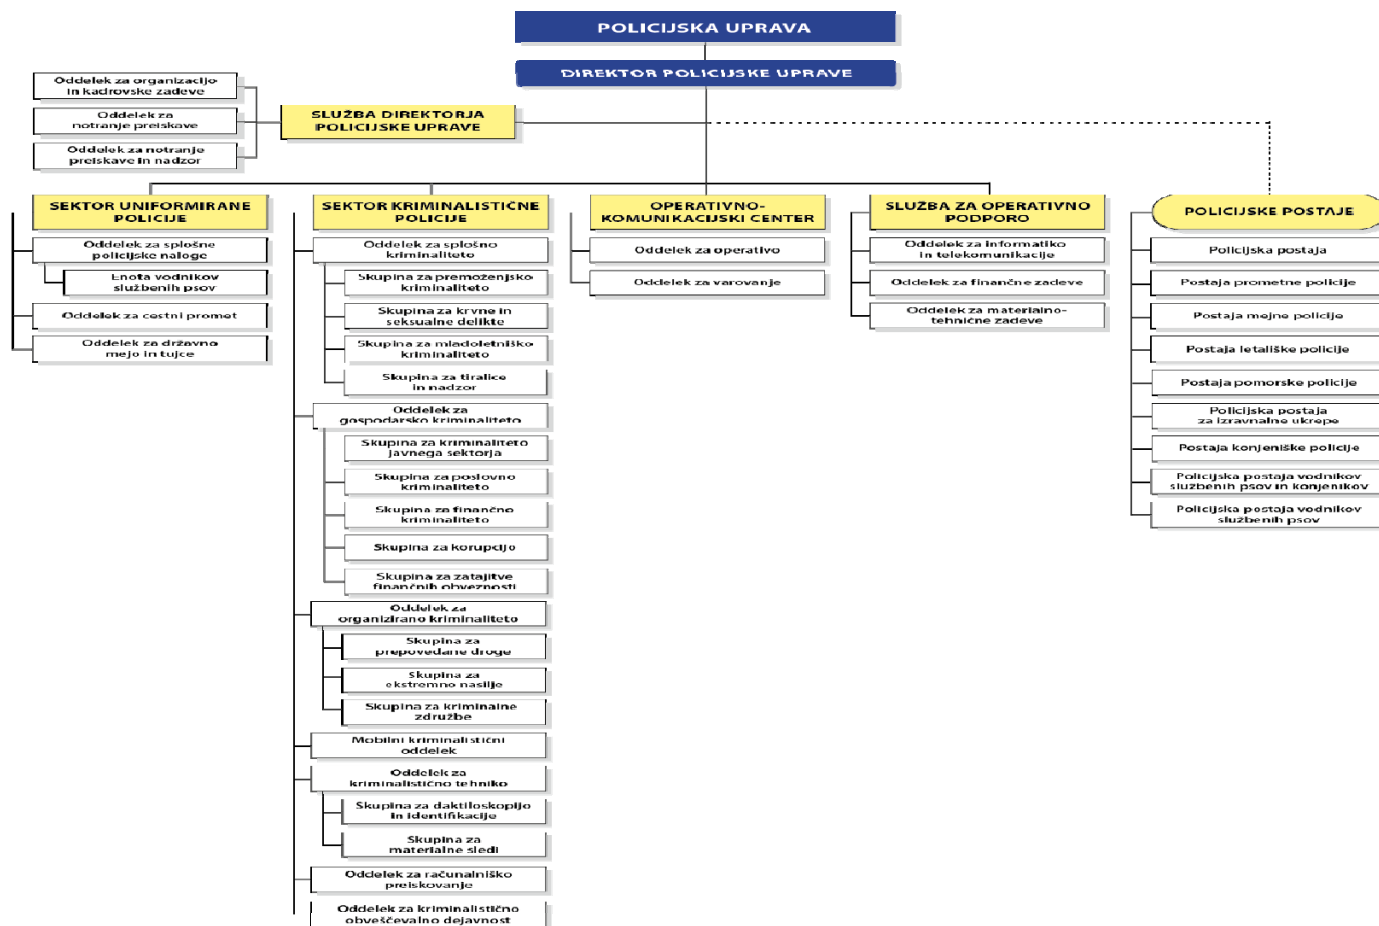 POLICIJSKA UPRAVA
DIREKTOR POLICIJSKE UPRAVE
Oddelek za organizacijo
in kadrovske zadeve
Oddelek za
notranje preiskave
Oddelek za notranje
preiskave in nadzor
SLUŽBA DIREKTORJA
POLICIJSKE UPRAVE
SEKTOR UNIFORMIRANE
POLICIJE
Oddelek za splošne
policijske naloge
Enota vodnikov
službenih psov
Oddelek za cestni promet
Oddelek za državno
mejo in tujce
SEKTOR KRIMINALISTIČNE
POLICIJE
Oddelek za splošno
kriminaliteto
Skupina za premoženjsko
kriminaliteto
Skupina za krvne in
seksualne delikte
Skupina za mladoletniško
kriminaliteto
Skupina za tiralice
in nadzor
Oddelek za
gospodarsko kriminaliteto
Skupina za kriminaliteto
javnega sektorja
Skupina za poslovno
kriminaliteto
Skupina za finančno
kriminaliteto
Skupina za korupcijo
Skupina za zatajitve
finančnih obveznosti
Oddelek za
organizirano kriminaliteto
Skupina za
prepovedane droge
Skupina za
ekstremno nasilje
Skupina za kriminalne
združbe
Mobilni kriminalistični
oddelek
Oddelek za
kriminalistično tehniko
Skupina za daktiloskopijo
in identifikacije
Skupina za
materialne sledi
Oddelek za računalniško
preiskovanje
Oddelek za kriminalistično
obveščevalno dejavnost
OPERATIVNO-
KOMUNIKACIJSKI CENTER
Oddelek za operativo
Oddelek za varovanje
SLUŽBA ZA OPERATIVNO
PODPORO
Oddelek za informatiko
in telekomunikacije
Oddelek za finančne zadeve
Oddelek za materialno-
tehnične zadeve
POLICIJSKE POSTAJE
Policijska postaja
Postaja prometne policije
Postaja mejne policije
Postaja letališke policije
Postaja pomorske policije
Policijska postaja
za izravnalne ukrepe
Postaja konjeniške policije
Policijska postaja vodnikov
službenih psov in konjenikov
Policijska postaja vodnikov
službenih psov